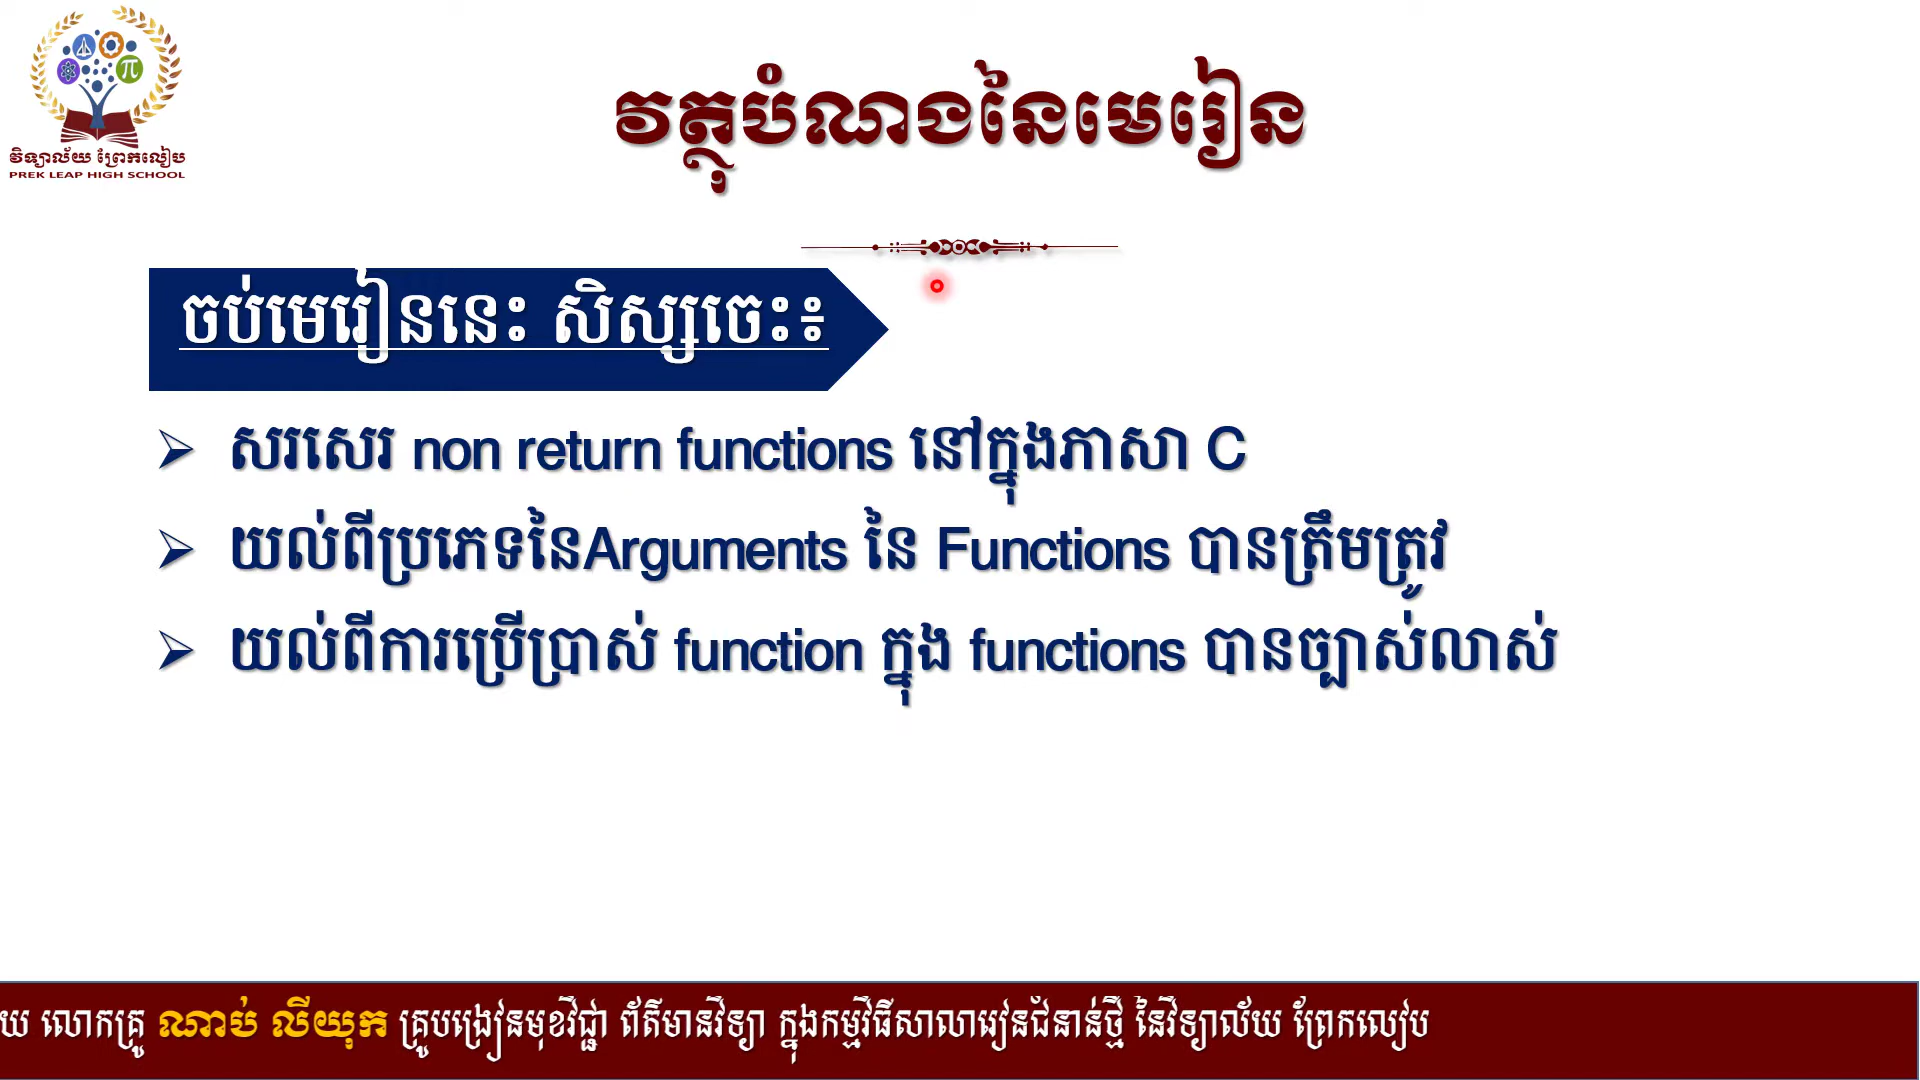 វិទ្យាល័យ ព្រែកលៀប
PREK LEAP HIGH SCHOOL
វត្ថុបំណងនៃមេរៀន
ចប់មេរៀននេះ សិស្សចេះ៖
➢ សរសេរ non return functions នៅក្នុងភាសា C
➢ យល់ពីប្រភេទនៃArguments នៃ Functions បានត្រឹមត្រូវ
➢ យល់ពីការប្រើប្រាស់ function ក្នុង functions បានច្បាស់លាស់
យ លោកគ្រូ ណាប់ លីយុក គ្រូបង្រៀនមុខវិជ្ជា ព័ត៌មានវិទ្យា ក្នុងកម្មវិធីសាលារៀនជំនាន់ថ្មី នៃវិទ្យាល័យ ព្រែកលៀប